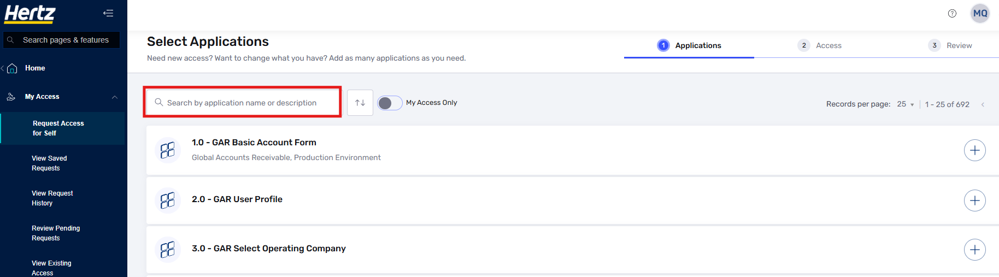 Hertz
Search pages & features
Home
My Access
Request Access
for Self
View Saved
Requests
View Request
History
Review Pending
Requests
View Existing
Access
MQ
Select Applications
Need new access? Want to change what you have? Add as many applications as you need.
1 Applications
2 Access
3 Review
Search by application name or description
My Access Only
Records per page: 25
1 - 25 of 692
1.0 - GAR Basic Account Form
Global Accounts Receivable, Production Environment
2.0 - GAR User Profile
3.0 - GAR Select Operating Company